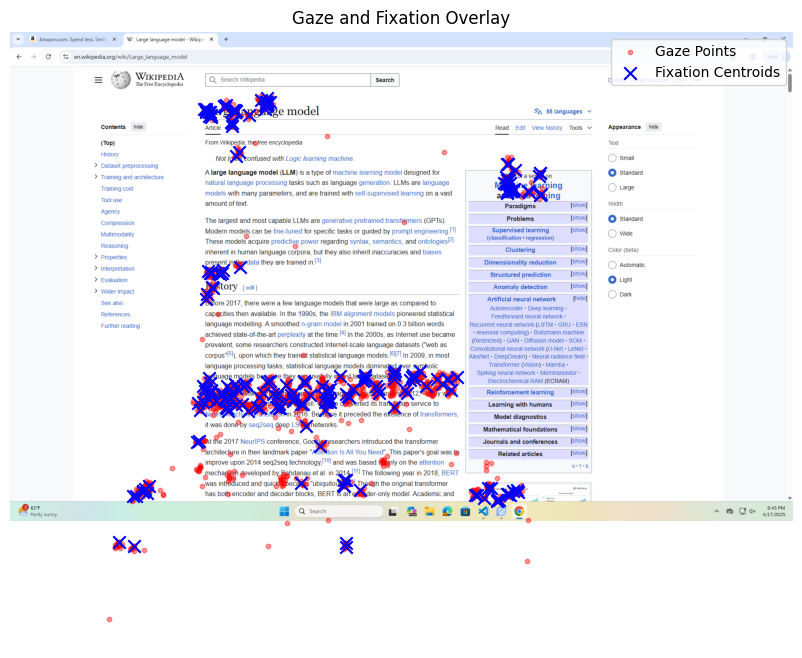 Gaze and Fixation Overlay
Gaze Points
Fixation Centroids
Amazon.com. Spend less. Smi
Large language model - Wikip
en.wikipedia.org/wiki/Large_language_model
WIKIPEDIA
The Free Encyclopedia
Search Wikipedia
Search
language model
55 languages
Article
Read Edit View history Tools
From Wikipedia, the free encyclopedia
Contents hide
(Top)
History
Dataset preprocessing
Training and architecture
Training cost
Tool use
Agency
Compression
Multimodality
Reasoning
Properties
Interpretation
Evaluation
Wider impact
See also
References
Further reading
confused with Logic learning machine.
A large language model (LLM) is a type of machine learning model designed for
natural language processing tasks such as language generation. LLMs are language
models with many parameters, and are trained with self-supervised learning on a vast
amount of text.
The largest and most capable LLMs are generative pretrained transformers (GPTs).
Modern models can be fine-tuned for specific tasks or guided by prompt engineering.[1]
These models acquire predictive power regarding syntax, semantics, and ontologies[2]
inherent in human language corpora, but they also inherit inaccuracies and biases
present in the data they are trained in.[3]
History [ edit ]
Before 2017, there were a few language models that were large as compared to
capacities then available. In the 1990s, the IBM alignment models pioneered statistical
language modelling. A smoothed n-gram model in 2001 trained on 0.3 billion words
achieved state-of-the-art perplexity at the time.[4] In the 2000s, as Internet use became
prevalent, some researchers constructed Internet-scale language datasets ("web as
corpus"[5]), upon which they trained statistical language models.[6][7] In 2009, in most
language processing tasks, statistical language models dominated over symbolic
language models
2012,
its
service to
in 2016. Because it preceded the existence of transformers,
it was done by seq2seq deep LSTM networks.
At the 2017 NeurIPS conference, Google researchers introduced the transformer
architecture in their landmark paper "Attention Is All You Need". This paper's goal was to
improve upon 2014 seq2seq technology,[10] and was based mainly on the attention
mechanism developed by Bahdanau et al. in 2014.[11] The following year in 2018, BERT
was introduced and quickly became "ubiquitous". Though the original transformer
has both encoder and decoder blocks, BERT is an encoder-only model. Academic and
Paradigms [show]
Problems [show]
Supervised learning [show]
(classification • regression)
Clustering [show]
Dimensionality reduction [show]
Structured prediction [show]
Anomaly detection [show]
Artificial neural network [hide]
Autoencoder • Deep learning •
Feedforward neural network •
Recurrent neural network (LSTM • GRU • ESN
• reservoir computing) • Boltzmann machine
(Restricted) • GAN • Diffusion model • SOM •
Convolutional neural network (U-Net • LeNet •
AlexNet • DeepDream) • Neural radiance field •
Transformer (Vision) • Mamba •
Spiking neural network • Memtransistor •
Electrochemical RAM (ECRAM)
Reinforcement learning [show]
Learning with humans [show]
Model diagnostics [show]
Mathematical foundations [show]
Journals and conferences [show]
Related articles [show]
V • T • E
Appearance hide
Text
Small
Standard
Large
Width
Standard
Wide
Color (beta)
Automatic
Light
Dark
62°F
Partly sunny
Search
6:45 PM
4/17/2025